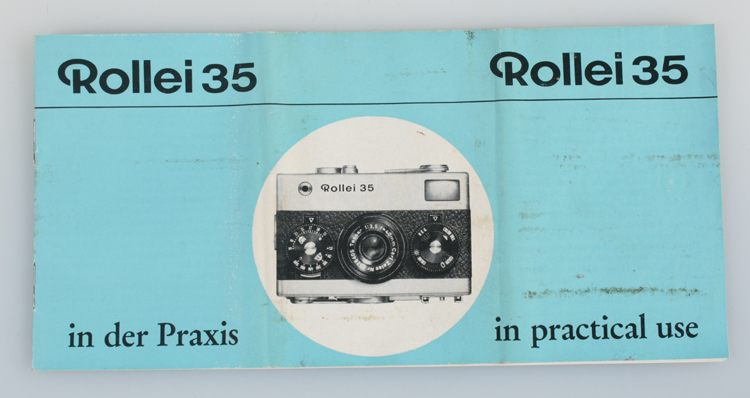 Rollei 35
Rollei 35
Rollei 35
in der Praxis
in practical use